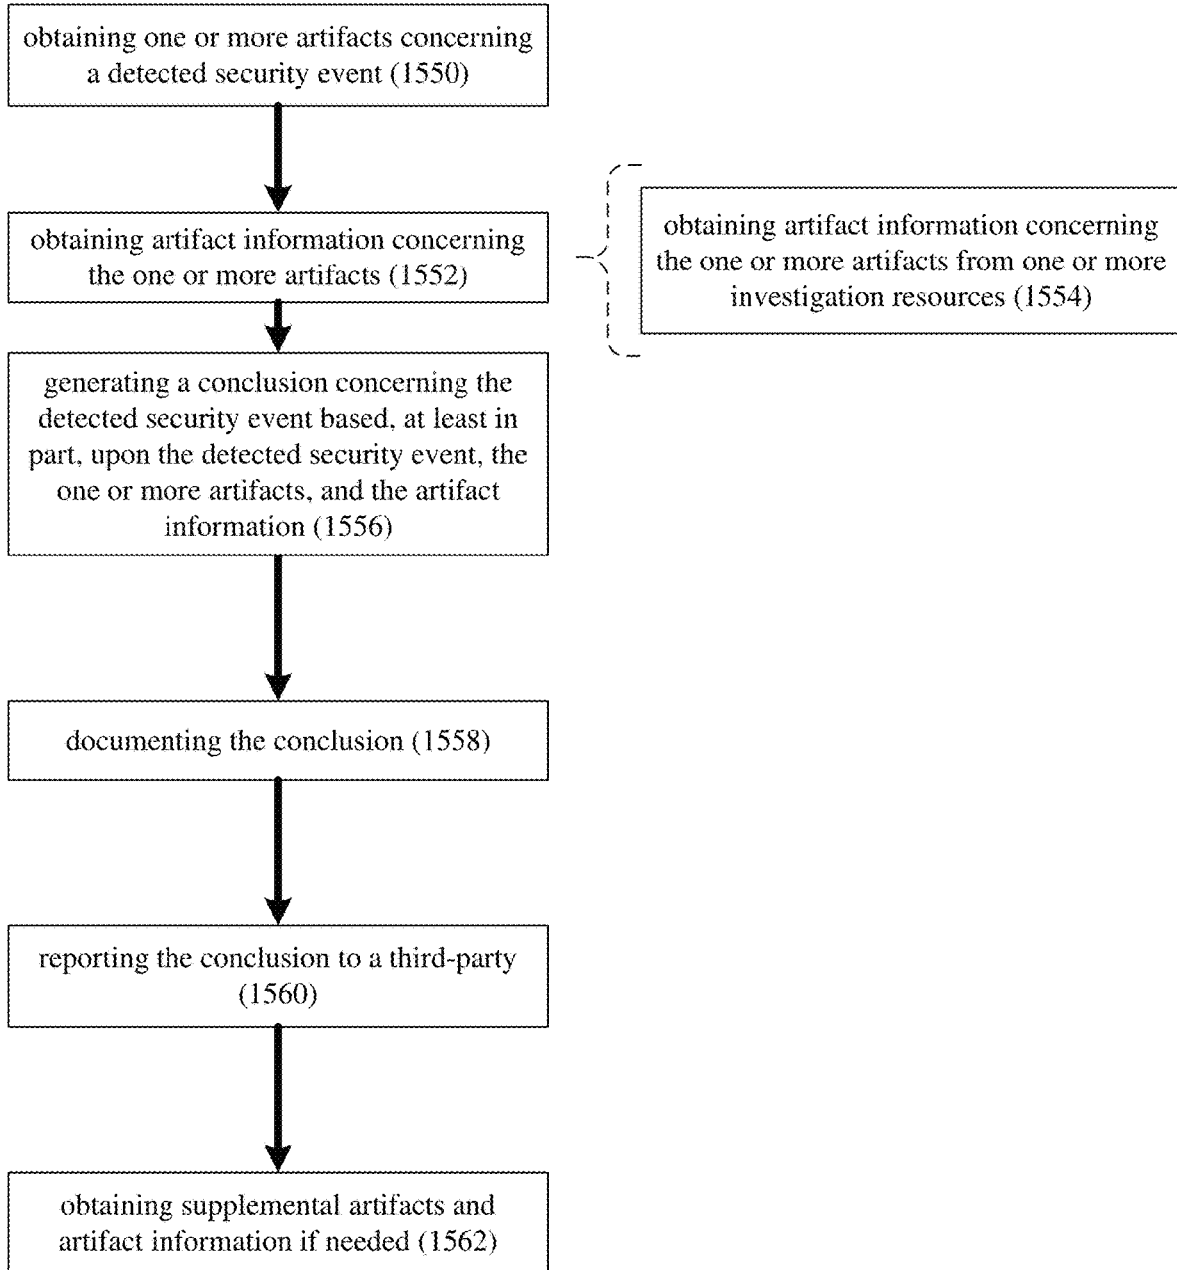 obtaining one or more artifacts concerning
a detected security event (1550)
obtaining artifact information concerning
the one or more artifacts (1552)
obtaining artifact information concerning
the one or more artifacts from one or more
investigation resources (1554)
generating a conclusion concerning the
detected security event based, at least in
part, upon the detected security event, the
one or more artifacts, and the artifact
information (1556)
documenting the conclusion (1558)
reporting the conclusion to a third-party
(1560)
obtaining supplemental artifacts and
artifact information if needed (1562)